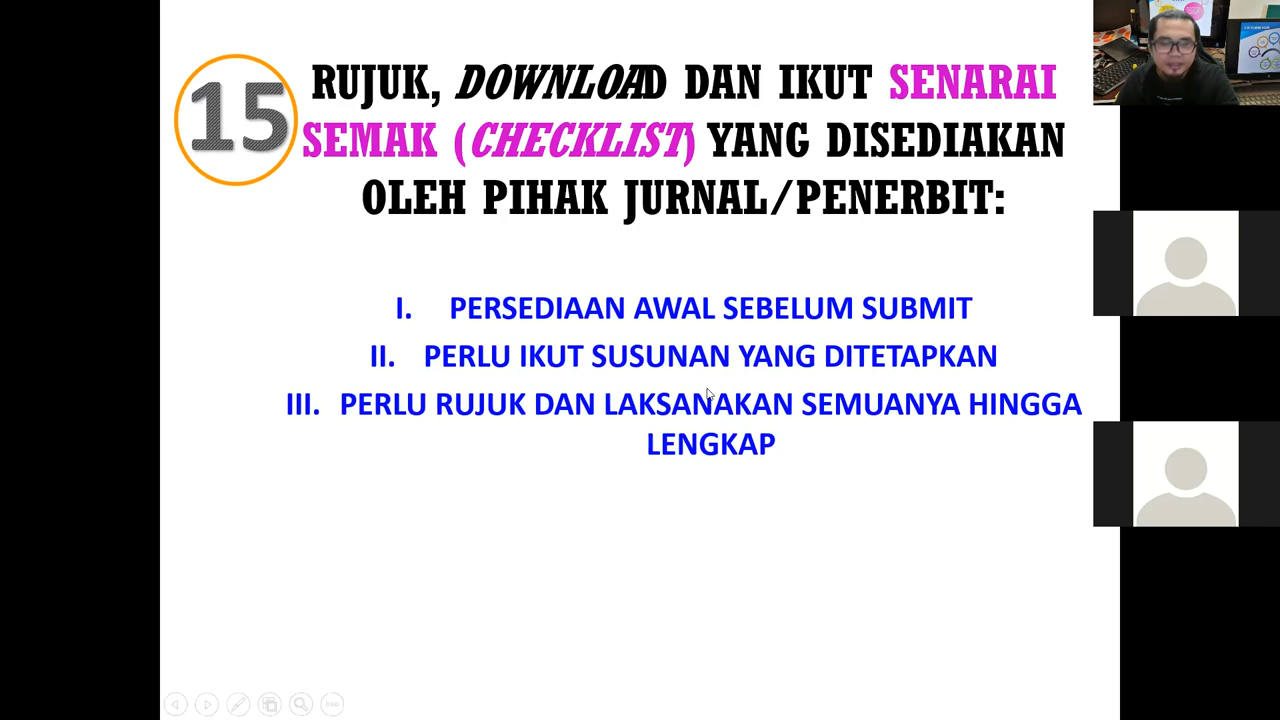 15
RUJUK, DOWNLOAD DAN IKUT SENARAI
SEMAK (CHECKLIST) YANG DISEDIAKAN
OLEH PIHAK JURNAL/PENERBIT:
I. PERSEDIAAN AWAL SEBELUM SUBMIT
II. PERLU IKUT SUSUNAN YANG DITETAPKAN
III. PERLU RUJUK DAN LAKSANAKAN SEMUANYA HINGGA
LENGKAP